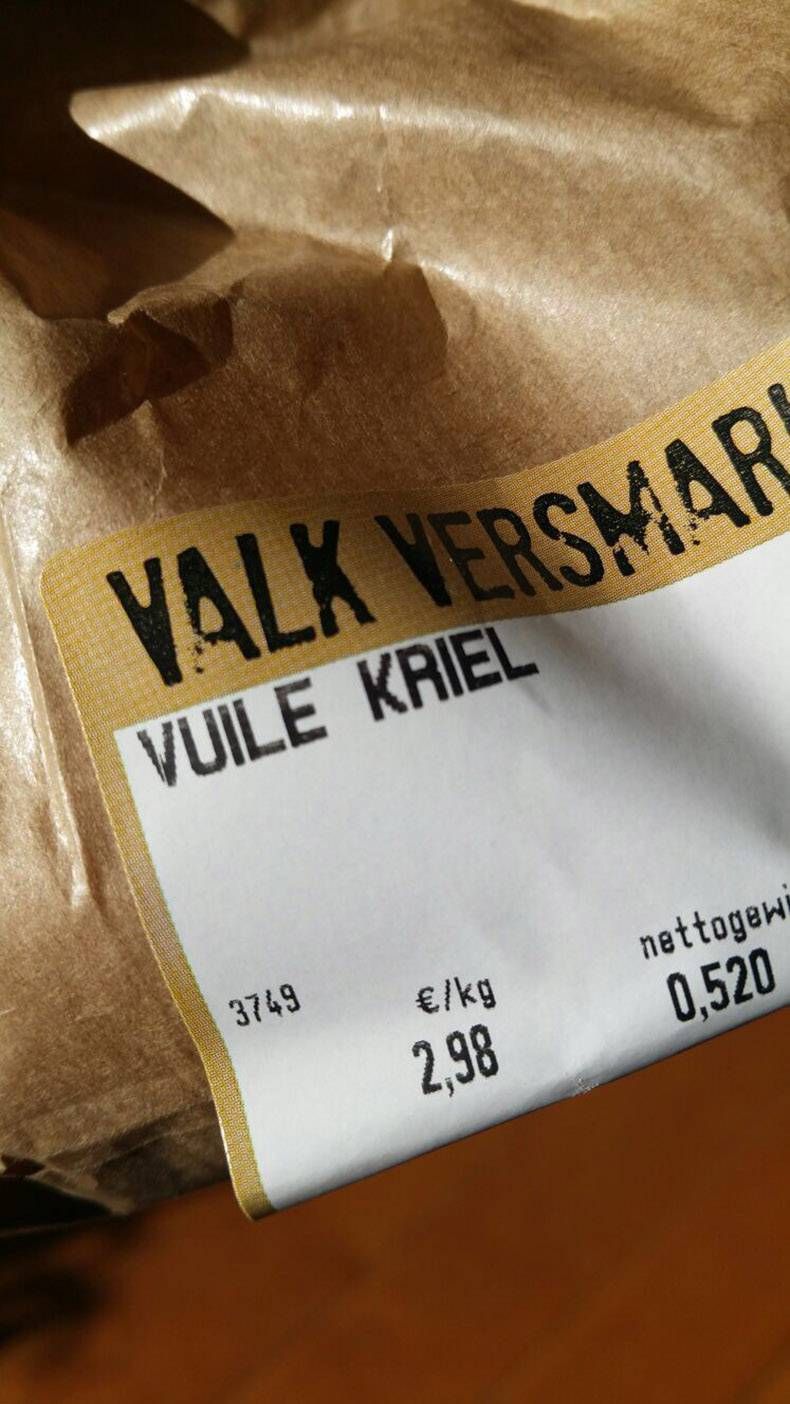 VALK VERSMAR
VUILE KRIEL
nettogewi
3749 €/kg 0,520
2,98